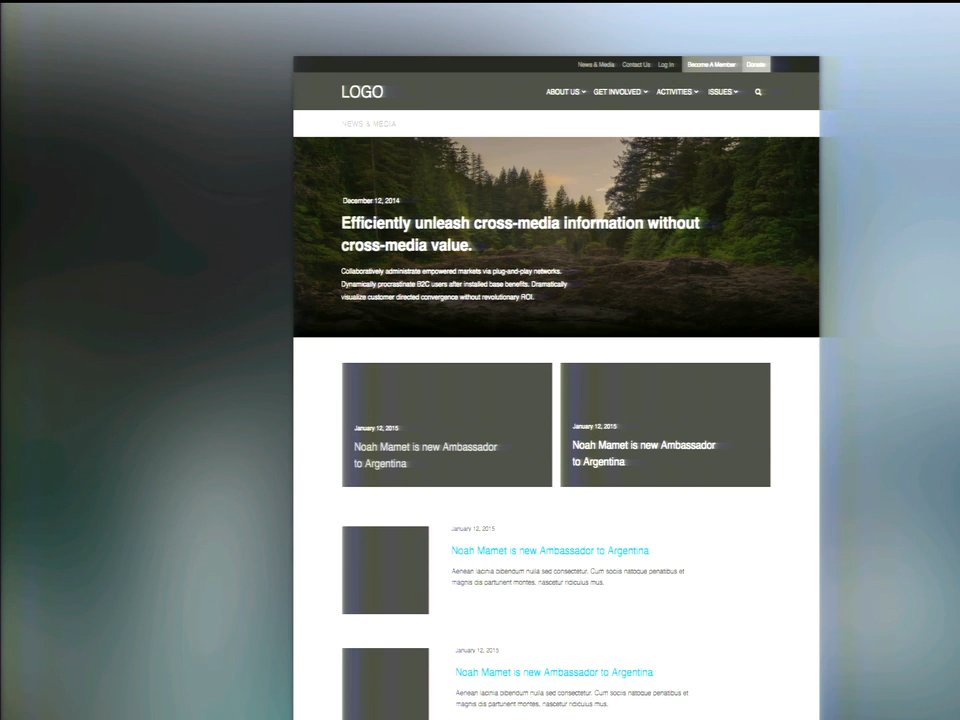 News & Media Contact Us Log In Become A Member Donate
LOGO ABOUT US GET INVOLVED ACTIVITIES ISSUES
NEWS & MEDIA
December 12, 2014
Efficiently unleash cross-media information without
cross-media value.
Collaboratively administrate empowered markets via plug-and-play networks.
Dynamically procrastinate B2C users after installed base benefits. Dramatically
visualize customer directed convergence without revolutionary ROI.
January 12, 2015
Noah Mamet is new Ambassador
to Argentina
January 12, 2015
Noah Mamet is new Ambassador
to Argentina
January 12, 2015
Noah Mamet is new Ambassador to Argentina
Aenean lacinia bibendum nulla sed consectetur. Cum sociis natoque penatibus et
magnis dis parturient montes, nascetur ridiculus mus.
January 12, 2015
Noah Mamet is new Ambassador to Argentina
Aenean lacinia bibendum nulla sed consectetur. Cum sociis natoque penatibus et
magnis dis parturient montes, nascetur ridiculus mus.